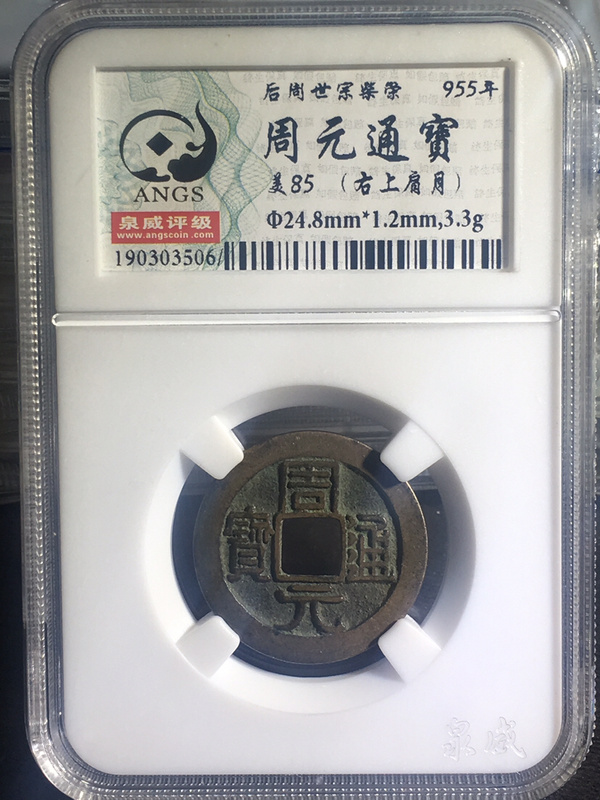 后周世宗柴荣 955年
周元通寶
美85 （右上肩月）
ANGS
泉威评级
www.angscoin.com
Φ24.8mm*1.2mm,3.3g
190303506/
周元通寶
泉威